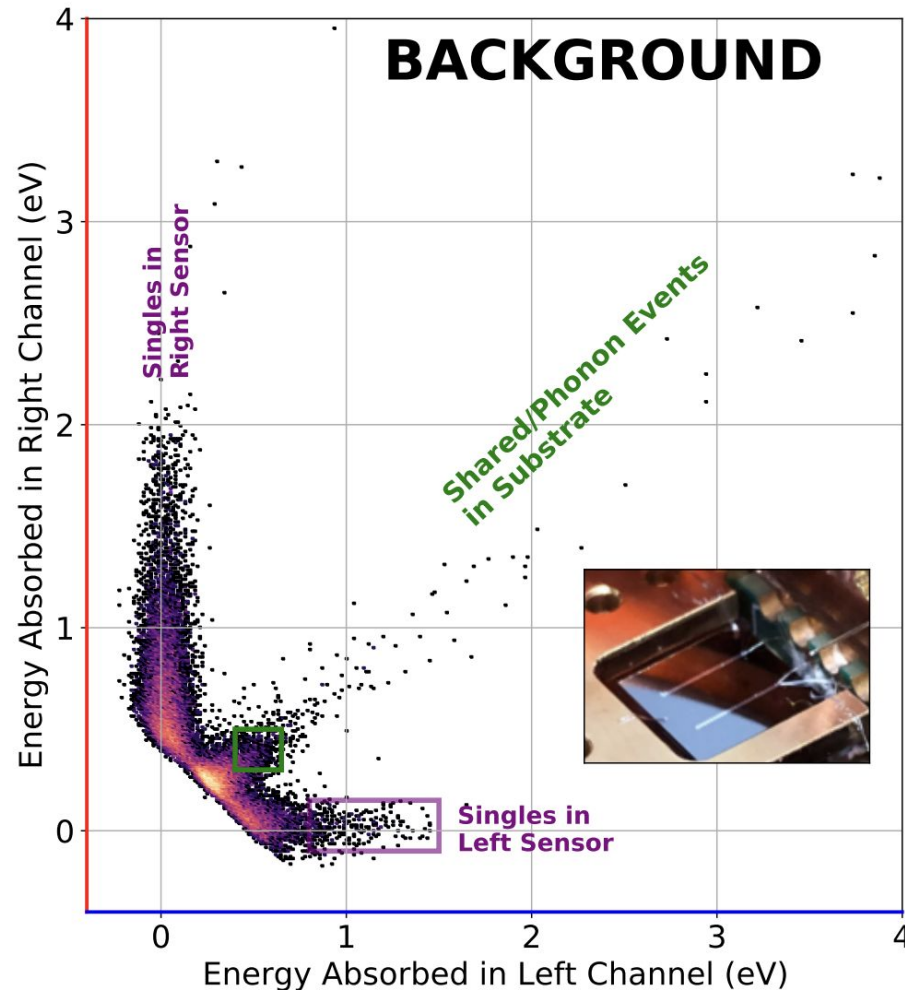 BACKGROUND
4
3
2
1
0
Energy Absorbed in Right Channel (eV)
Singles in
Right Sensor
Shared/Phonon Events
in Substrate
Singles in
Left Sensor
0 1 2 3 4
Energy Absorbed in Left Channel (eV)